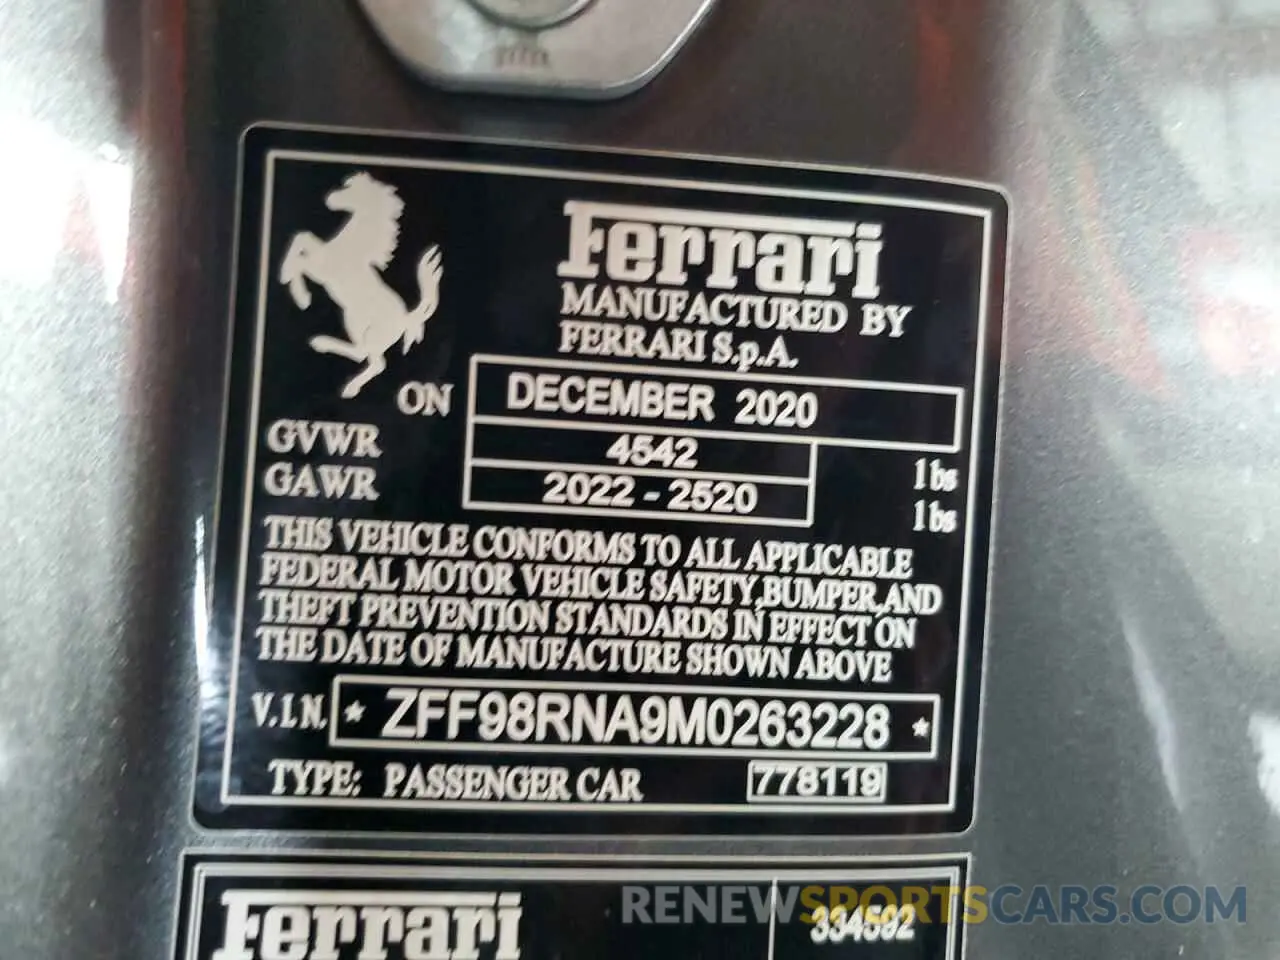 Ferrari
MANUFACTURED BY
FERRARI S.p.A.
ON DECEMBER 2020
GVWR 4542 lbs
GAWR 2022 - 2520 lbs
THIS VEHICLE CONFORMS TO ALL APPLICABLE
FEDERAL MOTOR VEHICLE SAFETY,BUMPER,AND
THEFT PREVENTION STANDARDS IN EFFECT ON
THE DATE OF MANUFACTURE SHOWN ABOVE
V.I.N. * ZFF98RNA9M0263228 *
TYPE: PASSENGER CAR 778119
Ferrari 334592
RENEWSPORTSCARS.COM